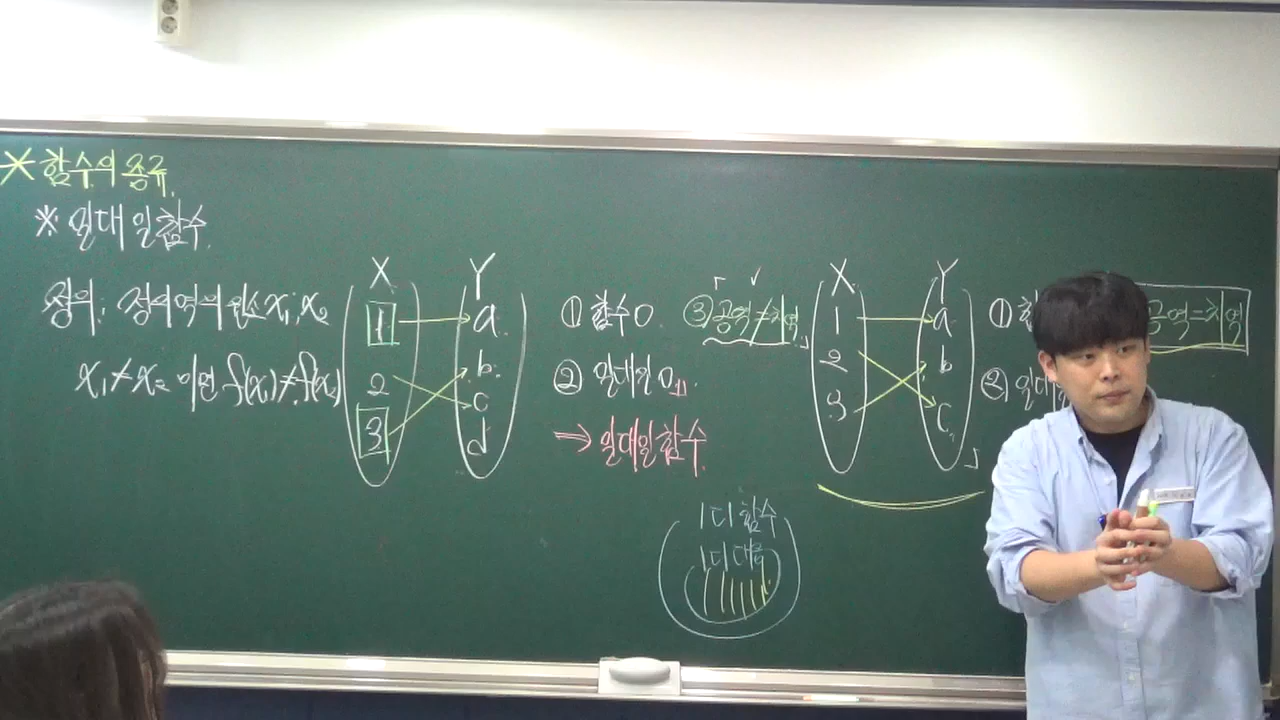 * 함수의 종류.
※ 일대일함수.
정의: 정의역의 원소 x₁, x₂
x₁≠x₂ 이면 f(x₁)≠f(x₂)
X Y
1 a
2 b
3 c
d
① 함수 O.
② 일대일 O
⇒ 일대일함수.
③ 공역≠치역
X Y
1 a
2 b
3 c
①
공역=치역
② 일대
1대1함수
1대1대응